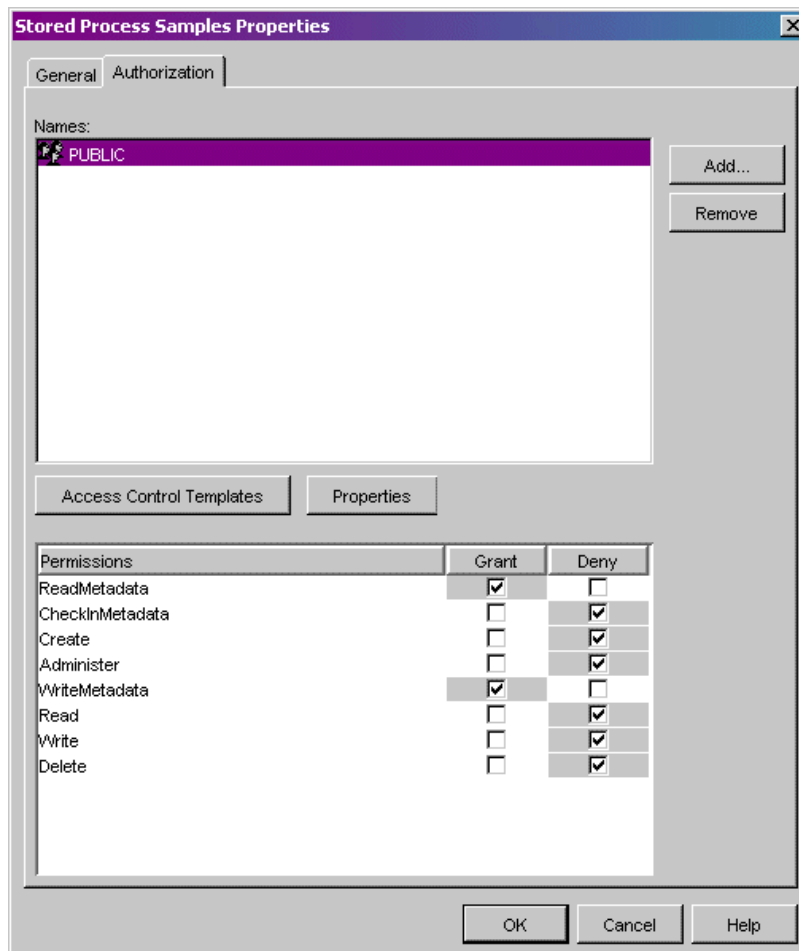 Stored Process Samples Properties
General Authorization
Names:
PUBLIC
Add...
Remove
Access Control Templates Properties
Permissions Grant Deny
ReadMetadata
CheckInMetadata
Create
Administer
WriteMetadata
Read
Write
Delete
OK Cancel Help